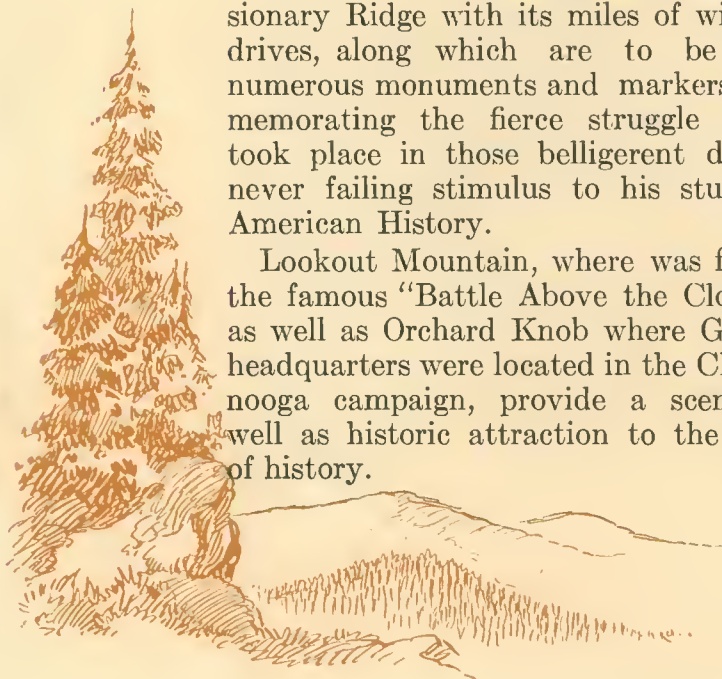 sionary Ridge with its miles of wi
drives, along which are to be
numerous monuments and markers
memorating the fierce struggle
took place in those belligerent d
never failing stimulus to his stu
American History.
Lookout Mountain, where was f
the famous "Battle Above the Clo
as well as Orchard Knob where G
headquarters were located in the Cl
nooga campaign, provide a scen
well as historic attraction to the
of history.